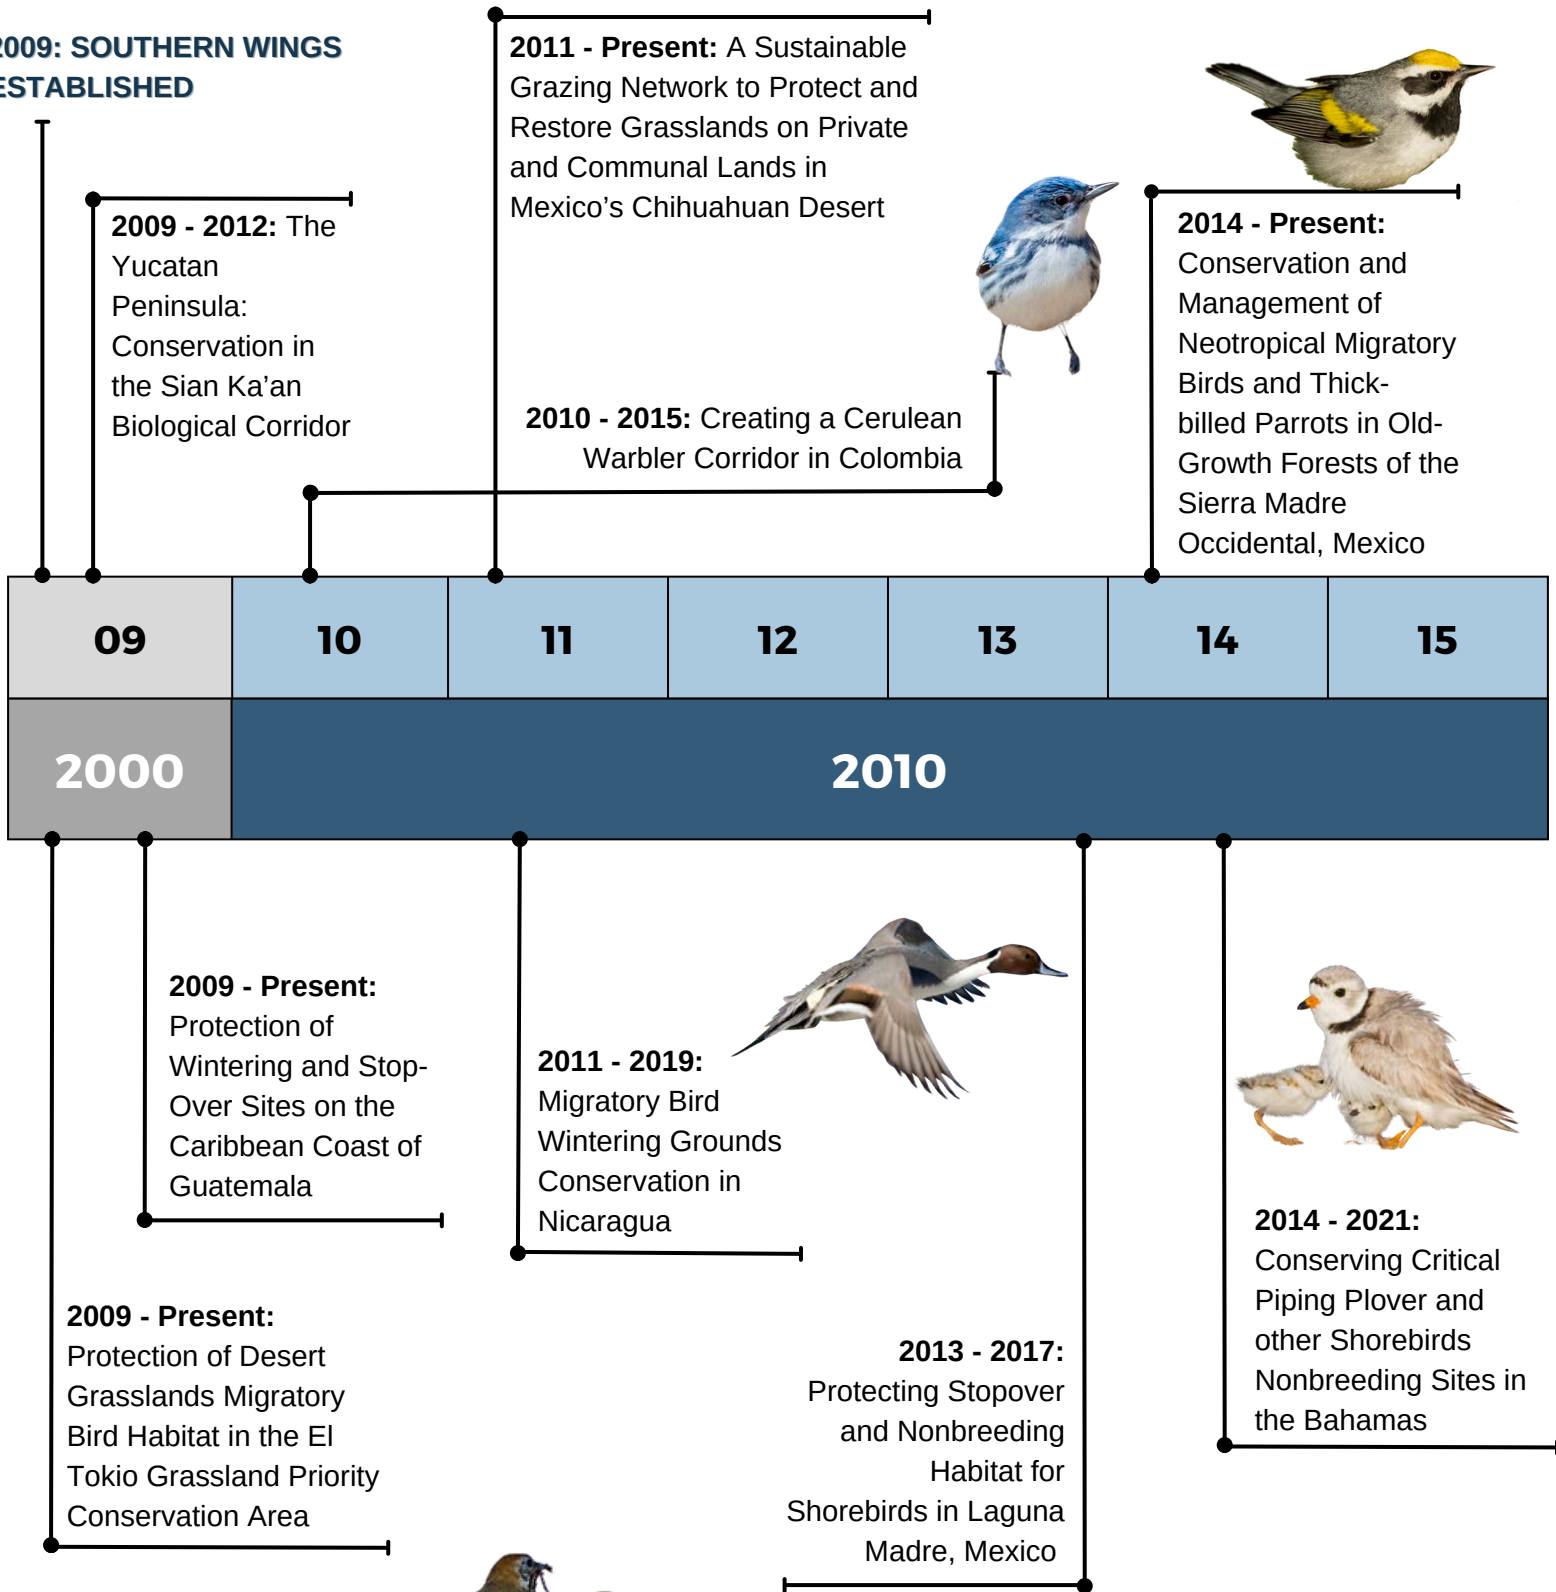 2009: SOUTHERN WINGS
ESTABLISHED
2009 - 2012: The
Yucatan
Peninsula:
Conservation in
the Sian Ka’an
Biological Corridor
2011 - Present: A Sustainable
Grazing Network to Protect and
Restore Grasslands on Private
and Communal Lands in
Mexico’s Chihuahuan Desert
2010 - 2015: Creating a Cerulean
Warbler Corridor in Colombia
2014 - Present:
Conservation and
Management of
Neotropical Migratory
Birds and Thick-
billed Parrots in Old-
Growth Forests of the
Sierra Madre
Occidental, Mexico
09
10
11
12
13
14
15
2000
2010
2009 - Present:
Protection of
Wintering and Stop-
Over Sites on the
Caribbean Coast of
Guatemala
2009 - Present:
Protection of Desert
Grasslands Migratory
Bird Habitat in the El
Tokio Grassland Priority
Conservation Area
2011 - 2019:
Migratory Bird
Wintering Grounds
Conservation in
Nicaragua
2013 - 2017:
Protecting Stopover
and Nonbreeding
Habitat for
Shorebirds in Laguna
Madre, Mexico
2014 - 2021:
Conserving Critical
Piping Plover and
other Shorebirds
Nonbreeding Sites in
the Bahamas